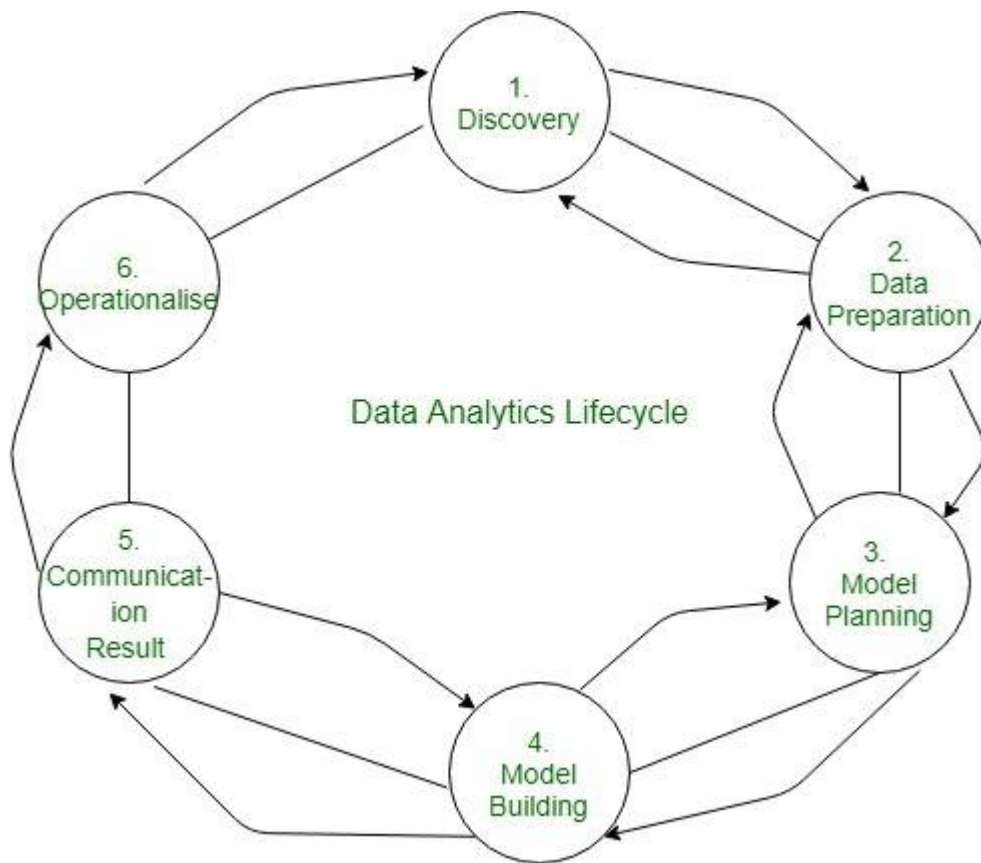 1.
Discovery
2.
Data
Preparation
3.
Model
Planning
4.
Model
Building
5.
Communicat-
ion
Result
6.
Operationalise
Data Analytics Lifecycle